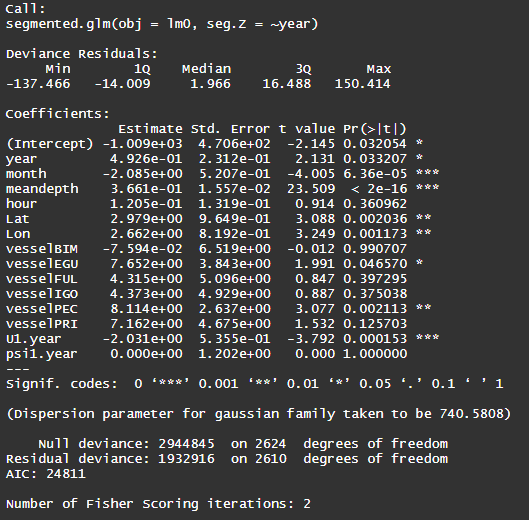 Call:
segmented.glm(obj = lm0, seg.Z = ~year)

Deviance Residuals:
     Min        1Q    Median        3Q       Max
-137.466   -14.009     1.966    16.488   150.414

Coefficients:
              Estimate Std. Error t value Pr(>|t|)
(Intercept) -1.009e+03  4.706e+02  -2.145 0.032054 *
year         4.926e-01  2.312e-01   2.131 0.033207 *
month       -2.085e+00  5.207e-01  -4.005 6.36e-05 ***
meandepth    3.661e-01  1.557e-02  23.509  < 2e-16 ***
hour         1.205e-01  1.319e-01   0.914 0.360962
Lat          2.979e+00  9.649e-01   3.088 0.002036 **
Lon          2.662e+00  8.192e-01   3.249 0.001173 **
vesselBIM   -7.594e-02  6.519e+00  -0.012 0.990707
vesselEGU    7.652e+00  3.843e+00   1.991 0.046570 *
vesselFUL    4.315e+00  5.096e+00   0.847 0.397295
vesselIGO    4.373e+00  4.929e+00   0.887 0.375038
vesselPEC    8.114e+00  2.637e+00   3.077 0.002113 **
vesselPRI    7.162e+00  4.675e+00   1.532 0.125703
U1.year     -2.031e+00  5.355e-01  -3.792 0.000153 ***
psi1.year    0.000e+00  1.202e+00   0.000 1.000000
---
Signif. codes:  0 ‘***’ 0.001 ‘**’ 0.01 ‘*’ 0.05 ‘.’ 0.1 ‘ ’ 1

(Dispersion parameter for gaussian family taken to be 740.5808)

    Null deviance: 2944845  on 2624  degrees of freedom
Residual deviance: 1932916  on 2610  degrees of freedom
AIC: 24811

Number of Fisher Scoring iterations: 2